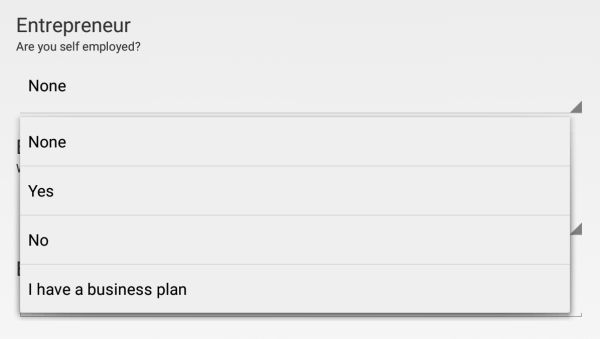 Entrepreneur
Are you self employed?
None
None
Yes
No
I have a business plan